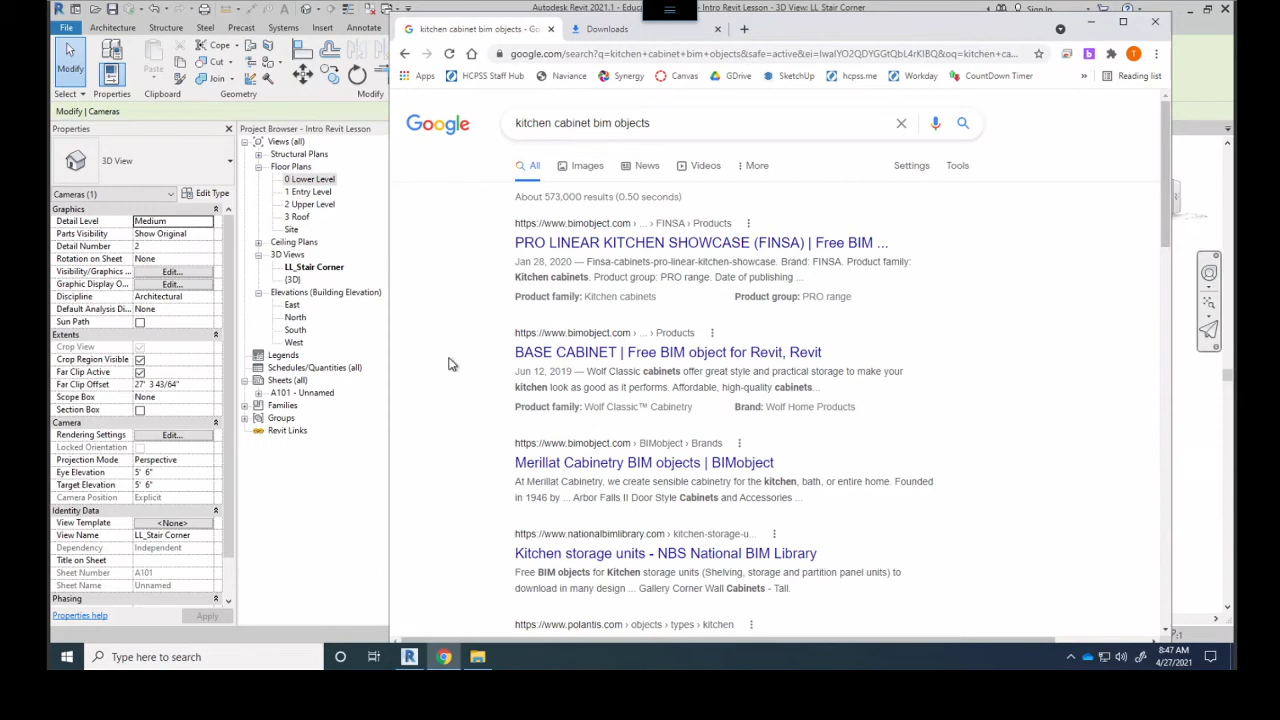 Autodesk Revit 2021.1 - Educa
Intro Revit Lesson
3D View: LL_Stair Corner
Sign In
File Architecture Structure Steel Precast Systems Insert Annotate
Modify
Select
Properties
Paste
Clipboard
Cope
Cut
Join
Geometry
Modify
Modify | Cameras
Properties
3D View
Cameras (1)
Edit Type
Graphics
Detail Level Medium
Parts Visibility Show Original
Detail Number 2
Rotation on Sheet None
Visibility/Graphics ... Edit...
Graphic Display O... Edit...
Discipline Architectural
Default Analysis Di... None
Sun Path
Extents
Crop View
Crop Region Visible
Far Clip Active
Far Clip Offset 27' 3 43/64"
Scope Box None
Section Box
Camera
Rendering Settings Edit...
Locked Orientation
Projection Mode Perspective
Eye Elevation 5' 6"
Target Elevation 5' 6"
Camera Position Explicit
Identity Data
View Template <None>
View Name LL_Stair Corner
Dependency Independent
Title on Sheet
Sheet Number A101
Sheet Name Unnamed
Phasing
Properties help Apply
Project Browser - Intro Revit Lesson
Views (all)
Structural Plans
Floor Plans
0 Lower Level
1 Entry Level
2 Upper Level
3 Roof
Site
Ceiling Plans
3D Views
LL_Stair Corner
{3D}
Elevations (Building Elevation)
East
North
South
West
Legends
Schedules/Quantities (all)
Sheets (all)
A101 - Unnamed
Families
Groups
Revit Links
kitchen cabinet bim objects - Go
Downloads
google.com/search?q=kitchen+cabinet+bim+objects&safe=active&ei=IwaIYO2QDYGGtQbL4rKIBQ&oq=kitchen+ca...
T
Apps HCPSS Staff Hub Naviance Synergy Canvas GDrive SketchUp hcpss.me Workday CountDown Timer » Reading list
Google
kitchen cabinet bim objects
All Images News Videos More Settings Tools
About 573,000 results (0.50 seconds)
https://www.bimobject.com › ... › FINSA › Products
PRO LINEAR KITCHEN SHOWCASE (FINSA) | Free BIM ...
Jan 28, 2020 — Finsa-cabinets-pro-linear-kitchen-showcase. Brand: FINSA. Product family:
Kitchen cabinets. Product group: PRO range. Date of publishing ...
Product family: Kitchen cabinets Product group: PRO range
https://www.bimobject.com › ... › Products
BASE CABINET | Free BIM object for Revit, Revit
Jun 12, 2019 — Wolf Classic cabinets offer great style and practical storage to make your
kitchen look as good as it performs. Affordable, high-quality cabinets...
Product family: Wolf Classic™ Cabinetry Brand: Wolf Home Products
https://www.bimobject.com › BIMobject › Brands
Merillat Cabinetry BIM objects | BIMobject
At Merillat Cabinetry, we create sensible cabinetry for the kitchen, bath, or entire home. Founded
in 1946 by ... Arbor Falls II Door Style Cabinets and Accessories ...
https://www.nationalbimlibrary.com › kitchen-storage-u...
Kitchen storage units - NBS National BIM Library
Free BIM objects for Kitchen storage units (Shelving, storage and partition panel units) to
download in many design ... Gallery Corner Wall Cabinets - Tall.
https://www.polantis.com › objects › types › kitchen
:1
Type here to search
8:47 AM
4/27/2021